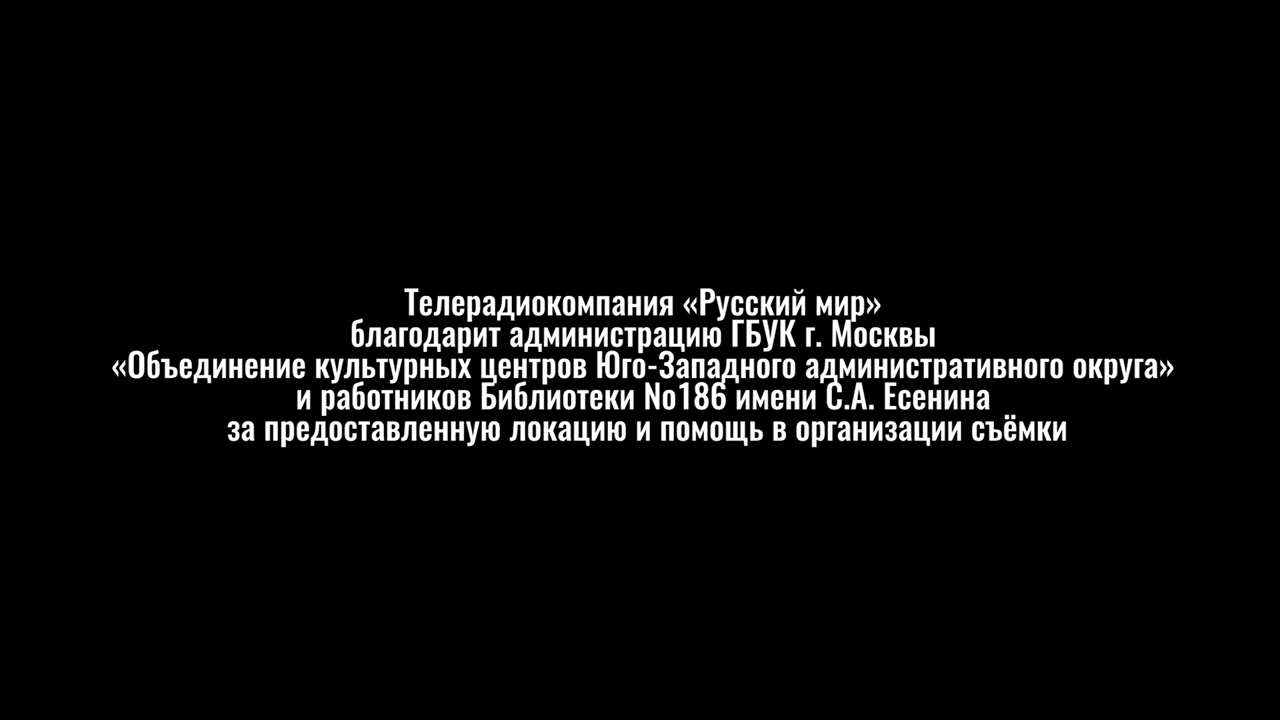 Телерадиокомпания «Русский мир»
благодарит администрацию ГБУК г. Москвы
«Объединение культурных центров Юго-Западного административного округа»
и работников Библиотеки No186 имени С.А. Есенина
за предоставленную локацию и помощь в организации съёмки